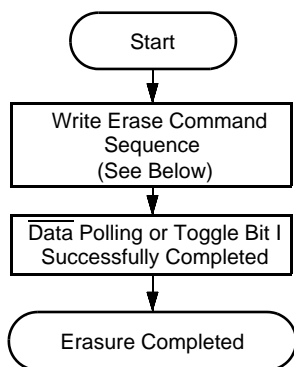 Start
Write Erase Command
Sequence
(See Below)
Data Polling or Toggle Bit I
Successfully Completed
Erasure Completed